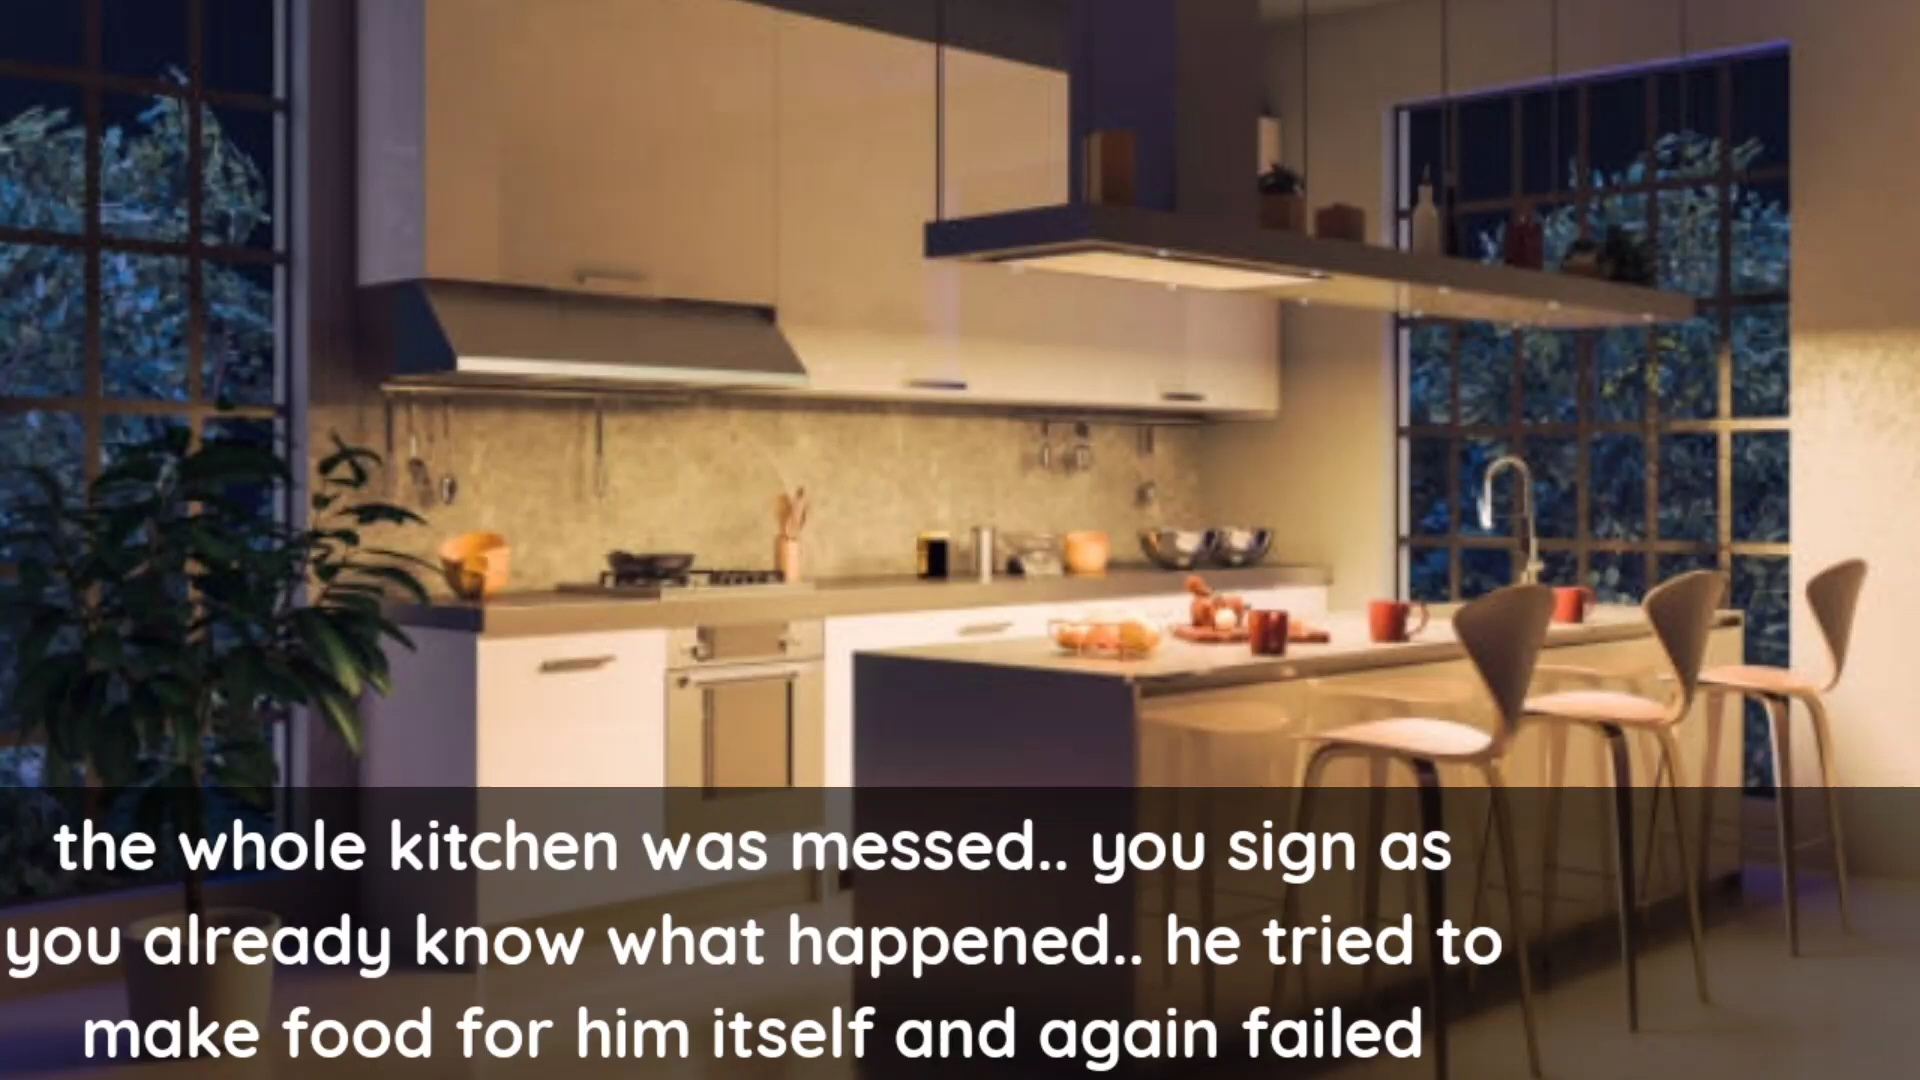 the whole kitchen was messed.. you sign as
you already know what happened.. he tried to
make food for him itself and again failed